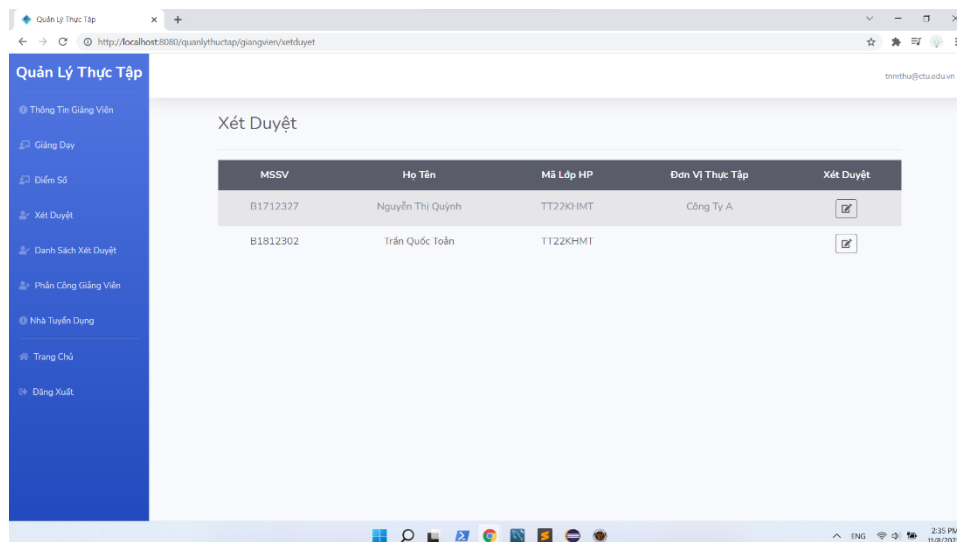 Quản Lý Thực Tập
http://localhost:8080/quanlythuctap/giangvien/xetduyet
Quản Lý Thực Tập
tnmthu@ctu.edu.vn
Thông Tin Giảng Viên
Giảng Dạy
Điểm Số
Xét Duyệt
Danh Sách Xét Duyệt
Phân Công Giảng Viên
Nhà Tuyển Dụng
Trang Chủ
Đăng Xuất
Xét Duyệt
MSSV Họ Tên Mã Lớp HP Đơn Vị Thực Tập Xét Duyệt
B1712327 Nguyễn Thị Quỳnh TT22KHMT Công Ty A
B1812302 Trần Quốc Toản TT22KHMT
ENG
2:35 PM